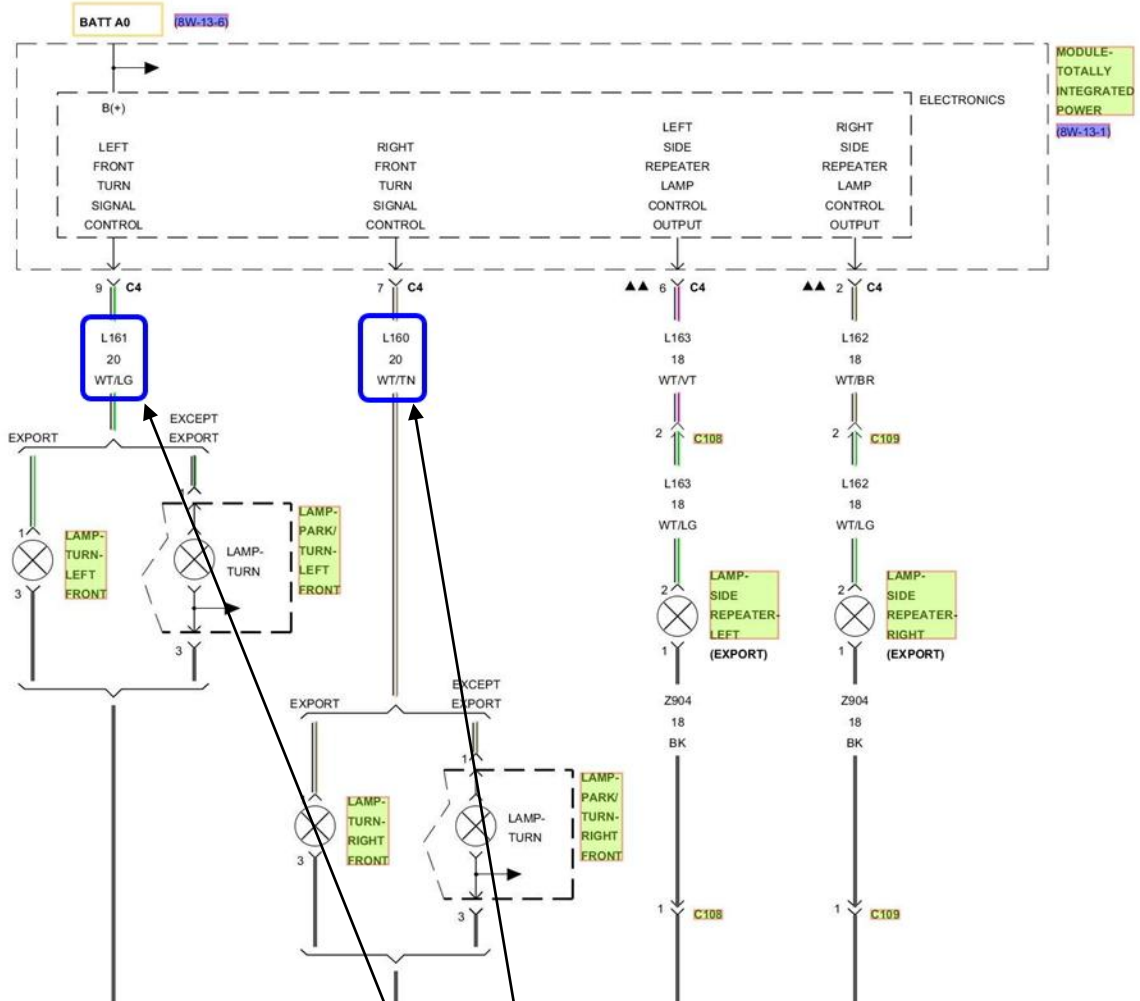 BATT A0
(8W-13-6)
MODULE-
TOTALLY
INTEGRATED
POWER
(8W-13-1)
ELECTRONICS
B(+)
LEFT
FRONT
TURN
SIGNAL
CONTROL
RIGHT
FRONT
TURN
SIGNAL
CONTROL
LEFT
SIDE
REPEATER
LAMP
CONTROL
OUTPUT
RIGHT
SIDE
REPEATER
LAMP
CONTROL
OUTPUT
9 C4
7 C4
▲▲ 6 C4
▲▲ 2 C4
L161
20
WT/LG
L160
20
WT/TN
L163
18
WT/VT
L162
18
WT/BR
2 C108
2 C109
L163
18
WT/LG
L162
18
WT/LG
EXPORT
EXCEPT
EXPORT
1
LAMP-
TURN-
LEFT
FRONT
3
LAMP-
TURN
3
LAMP-
PARK/
TURN-
LEFT
FRONT
2
LAMP-
SIDE
REPEATER-
LEFT
(EXPORT)
1
2
LAMP-
SIDE
REPEATER-
RIGHT
(EXPORT)
1
Z904
18
BK
Z904
18
BK
EXPORT
EXCEPT
EXPORT
LAMP-
TURN-
RIGHT
FRONT
3
1
LAMP-
TURN
3
LAMP-
PARK/
TURN-
RIGHT
FRONT
1 C108
1 C109